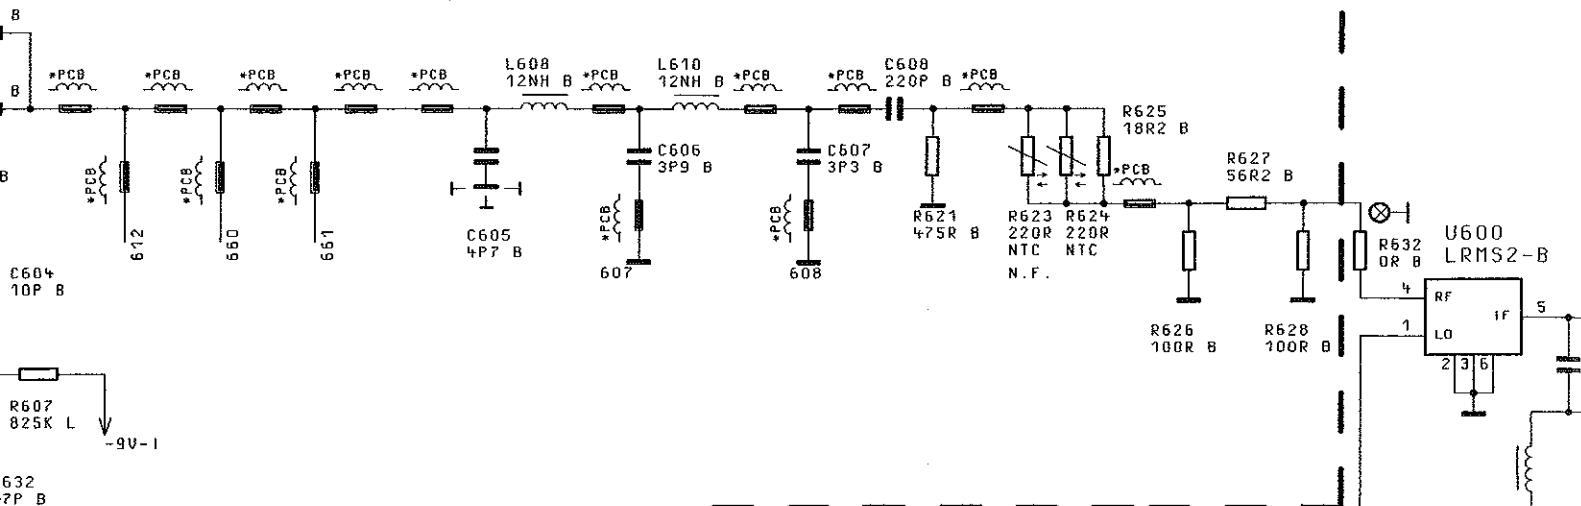 B
B
B
*PCB
*PCB
*PCB
*PCB
*PCB
L608
12NH B
*PCB
L610
12NH B
*PCB
*PCB
C608
220P B
*PCB
*PCB
612
*PCB
660
*PCB
661
C605
4P7 B
C606
3P9 B
*PCB
607
C607
3P3 B
*PCB
608
R621
475R B
R623
220R
NTC
N.F.
R624
220R
NTC
R625
18R2 B
*PCB
R627
56R2 B
R626
100R B
R628
100R B
R632
0R B
U600
LRMS2-B
4
RF
1
LO
IF
5
2
3
6
C604
10P B
R607
825K L
-9V-1
632
7P B